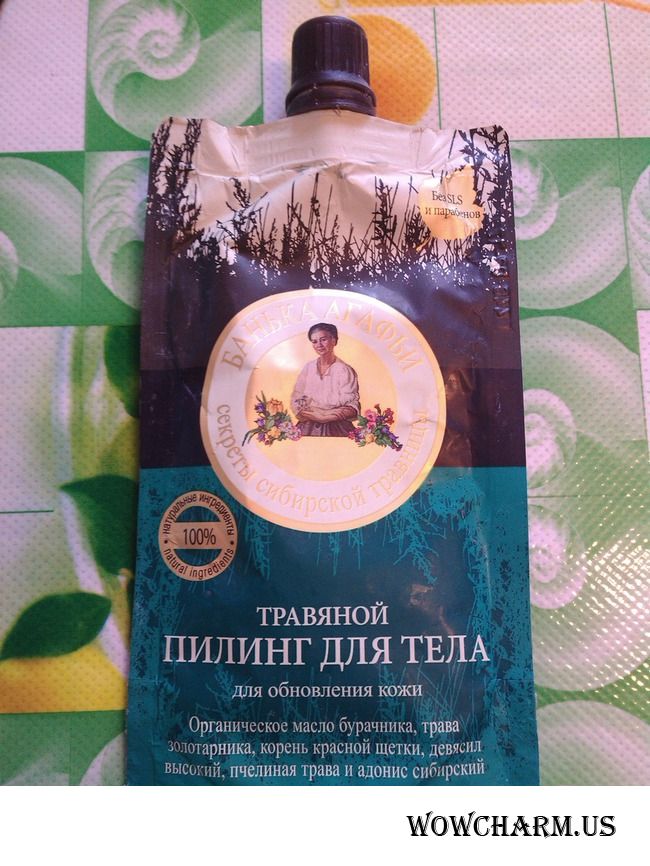 Без SLS
и парабенов
БАНЬКА АГАФЬИ
секреты сибирской травницы
натуральные ингредиенты
100%
natural ingredients
ТРАВЯНОЙ
ПИЛИНГ ДЛЯ ТЕЛА
для обновления кожи
Органическое масло бурачника, трава
золотарника, корень красной щетки, девясил
высокий, пчелиная трава и адонис сибирский
WOWCHARM.US